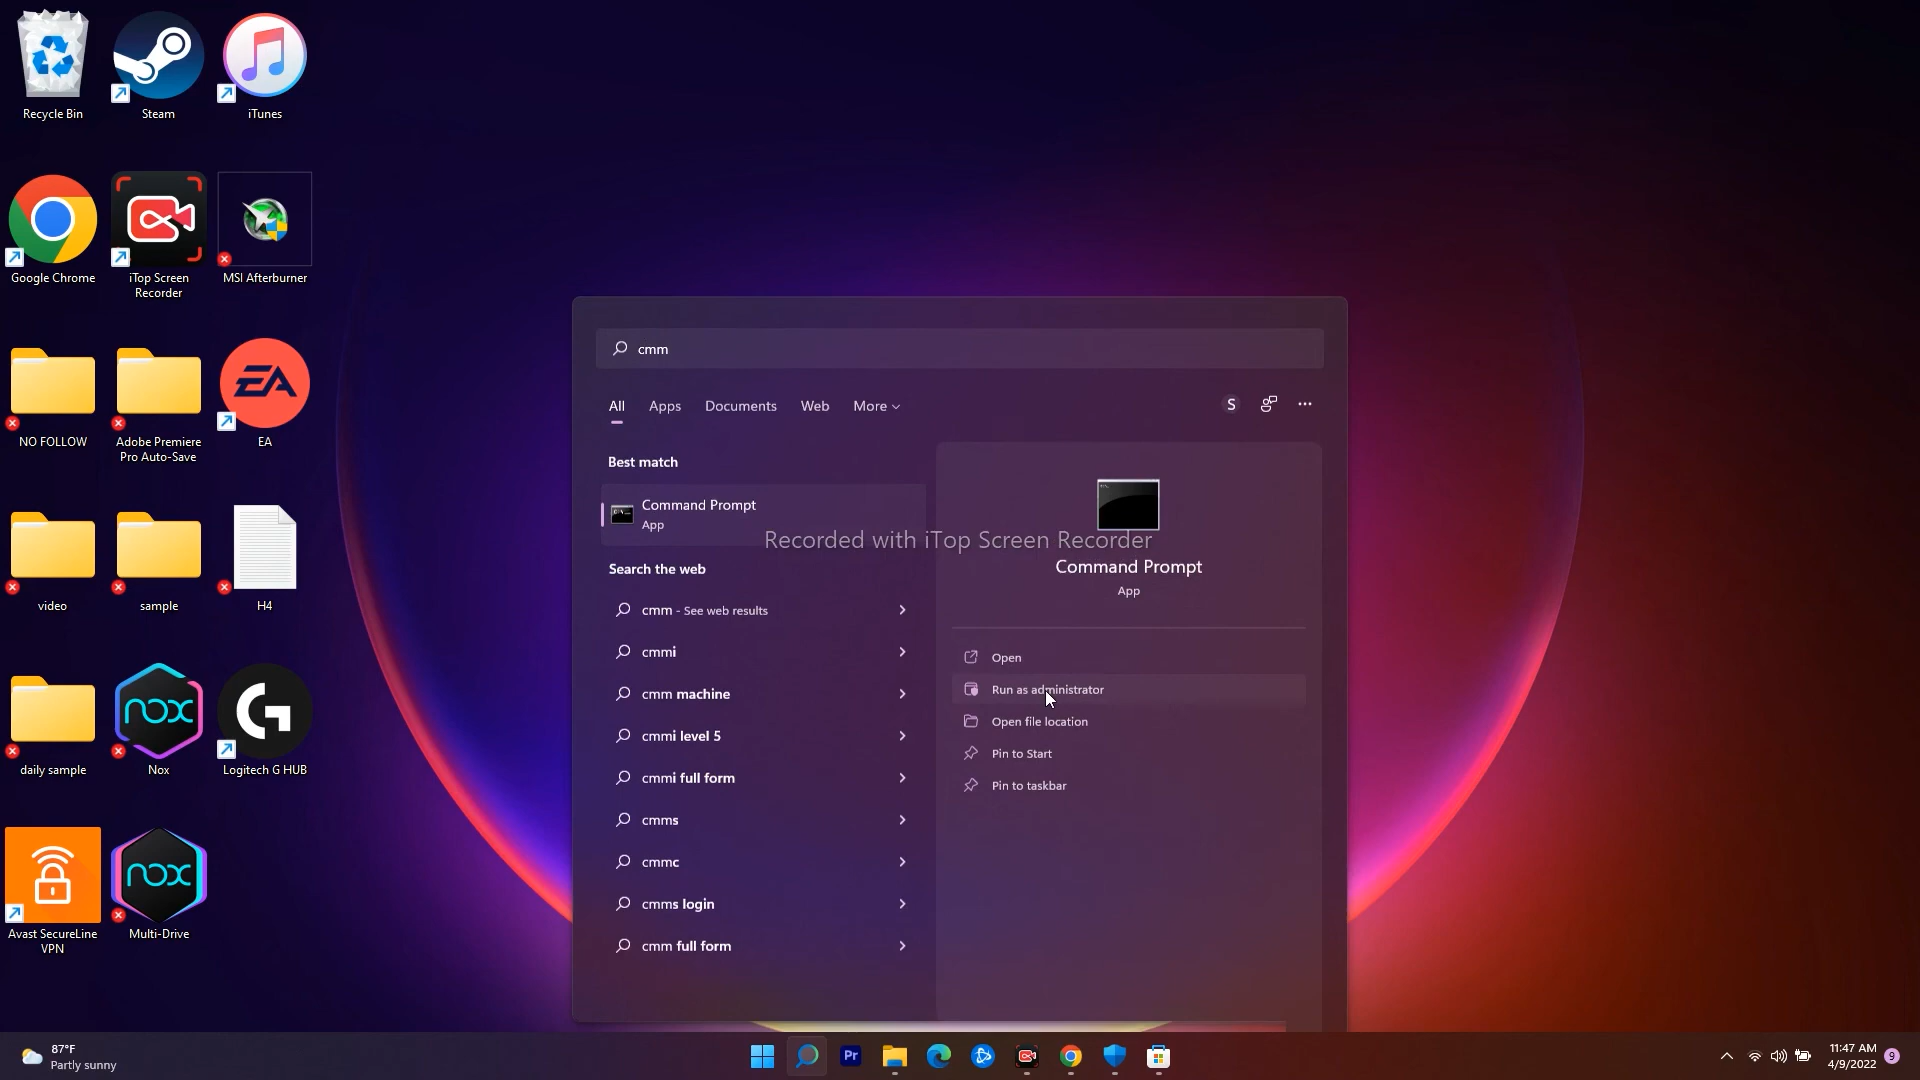 Recycle Bin
Steam
iTunes
Google Chrome
iTop Screen
Recorder
MSI Afterburner
NO FOLLOW
Adobe Premiere
Pro Auto-Save
EA
EA
video
sample
H4
daily sample
nox
Nox
G
Logitech G HUB
Avast SecureLine
VPN
nox
Multi-Drive
cmm
All
Apps
Documents
Web
More
S
Best match
Command Prompt
App
Search the web
cmm - See web results
cmmi
cmm machine
cmmi level 5
cmmi full form
cmms
cmmc
cmms login
cmm full form
Recorded with iTop Screen Recorder
Command Prompt
App
Open
Run as administrator
Open file location
Pin to Start
Pin to taskbar
87°F
Partly sunny
Pr
11:47 AM
4/9/2022
9